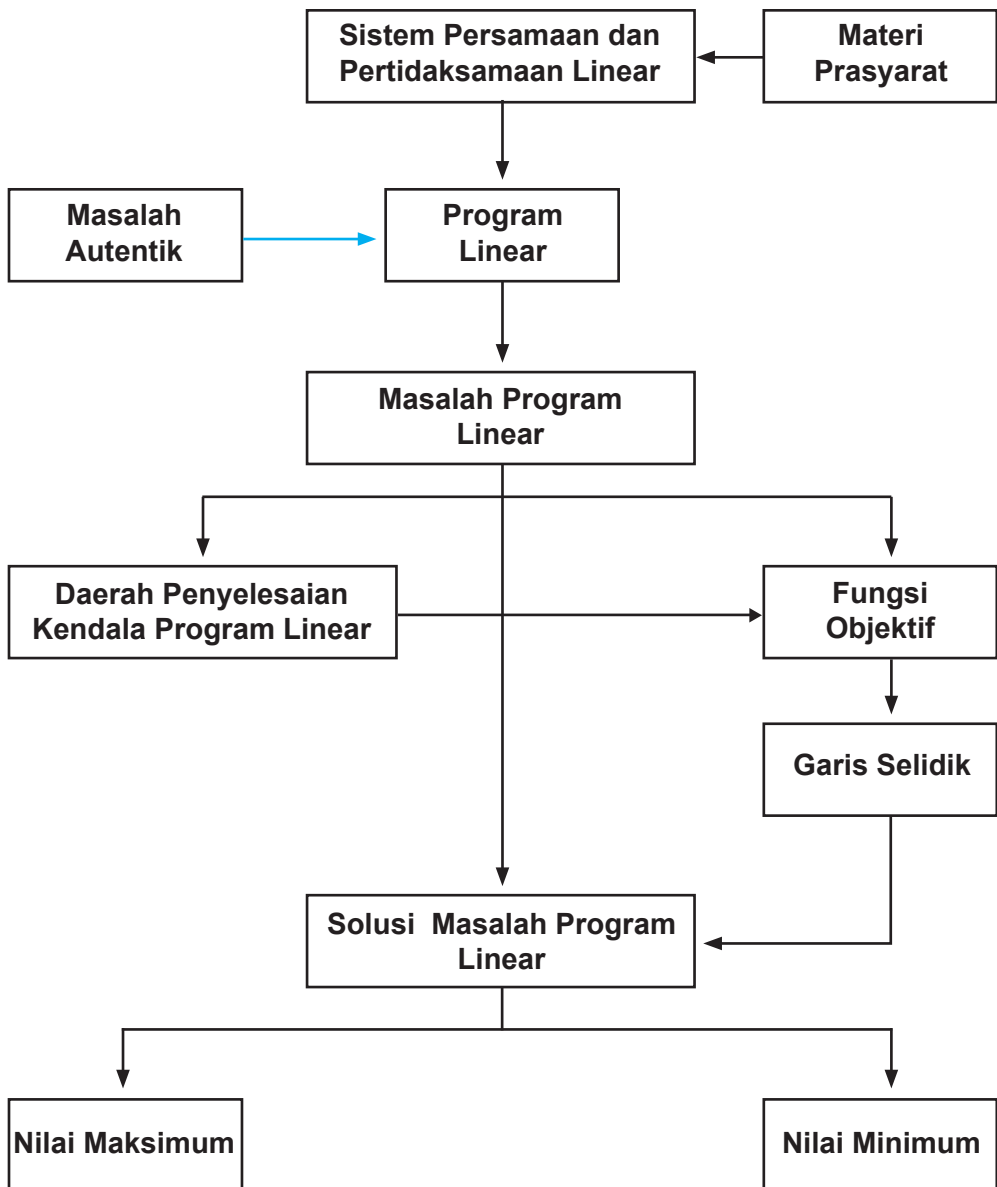 Sistem Persamaan dan
Pertidaksamaan Linear
Materi
Prasyarat
Masalah
Autentik
Program
Linear
Masalah Program
Linear
Daerah Penyelesaian
Kendala Program Linear
Fungsi
Objektif
Garis Selidik
Solusi Masalah Program
Linear
Nilai Maksimum
Nilai Minimum